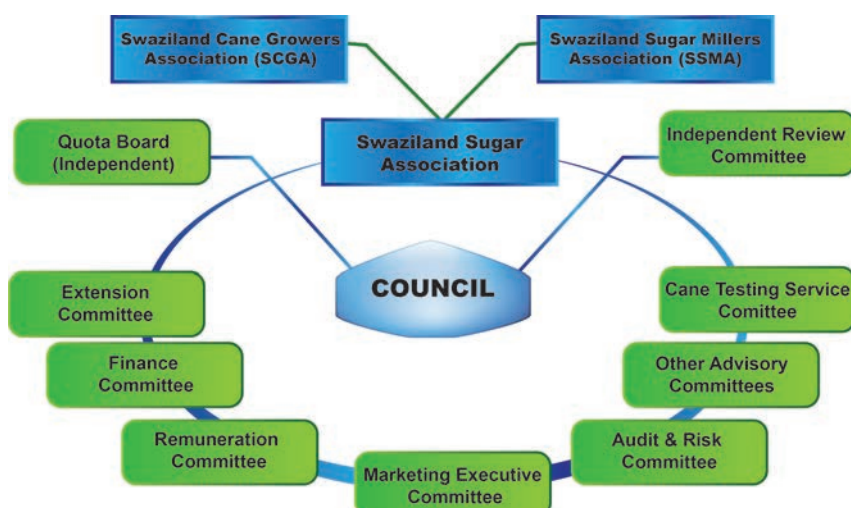 Swaziland Cane Growers
Association (SCGA)
Swaziland Sugar Millers
Association (SSMA)
Quota Board
(Independent)
Swaziland Sugar
Association
Independent Review
Committee
COUNCIL
Extension
Committee
Cane Testing Service
Comittee
Finance
Committee
Other Advisory
Committees
Remuneration
Committee
Audit & Risk
Committee
Marketing Executive
Committee